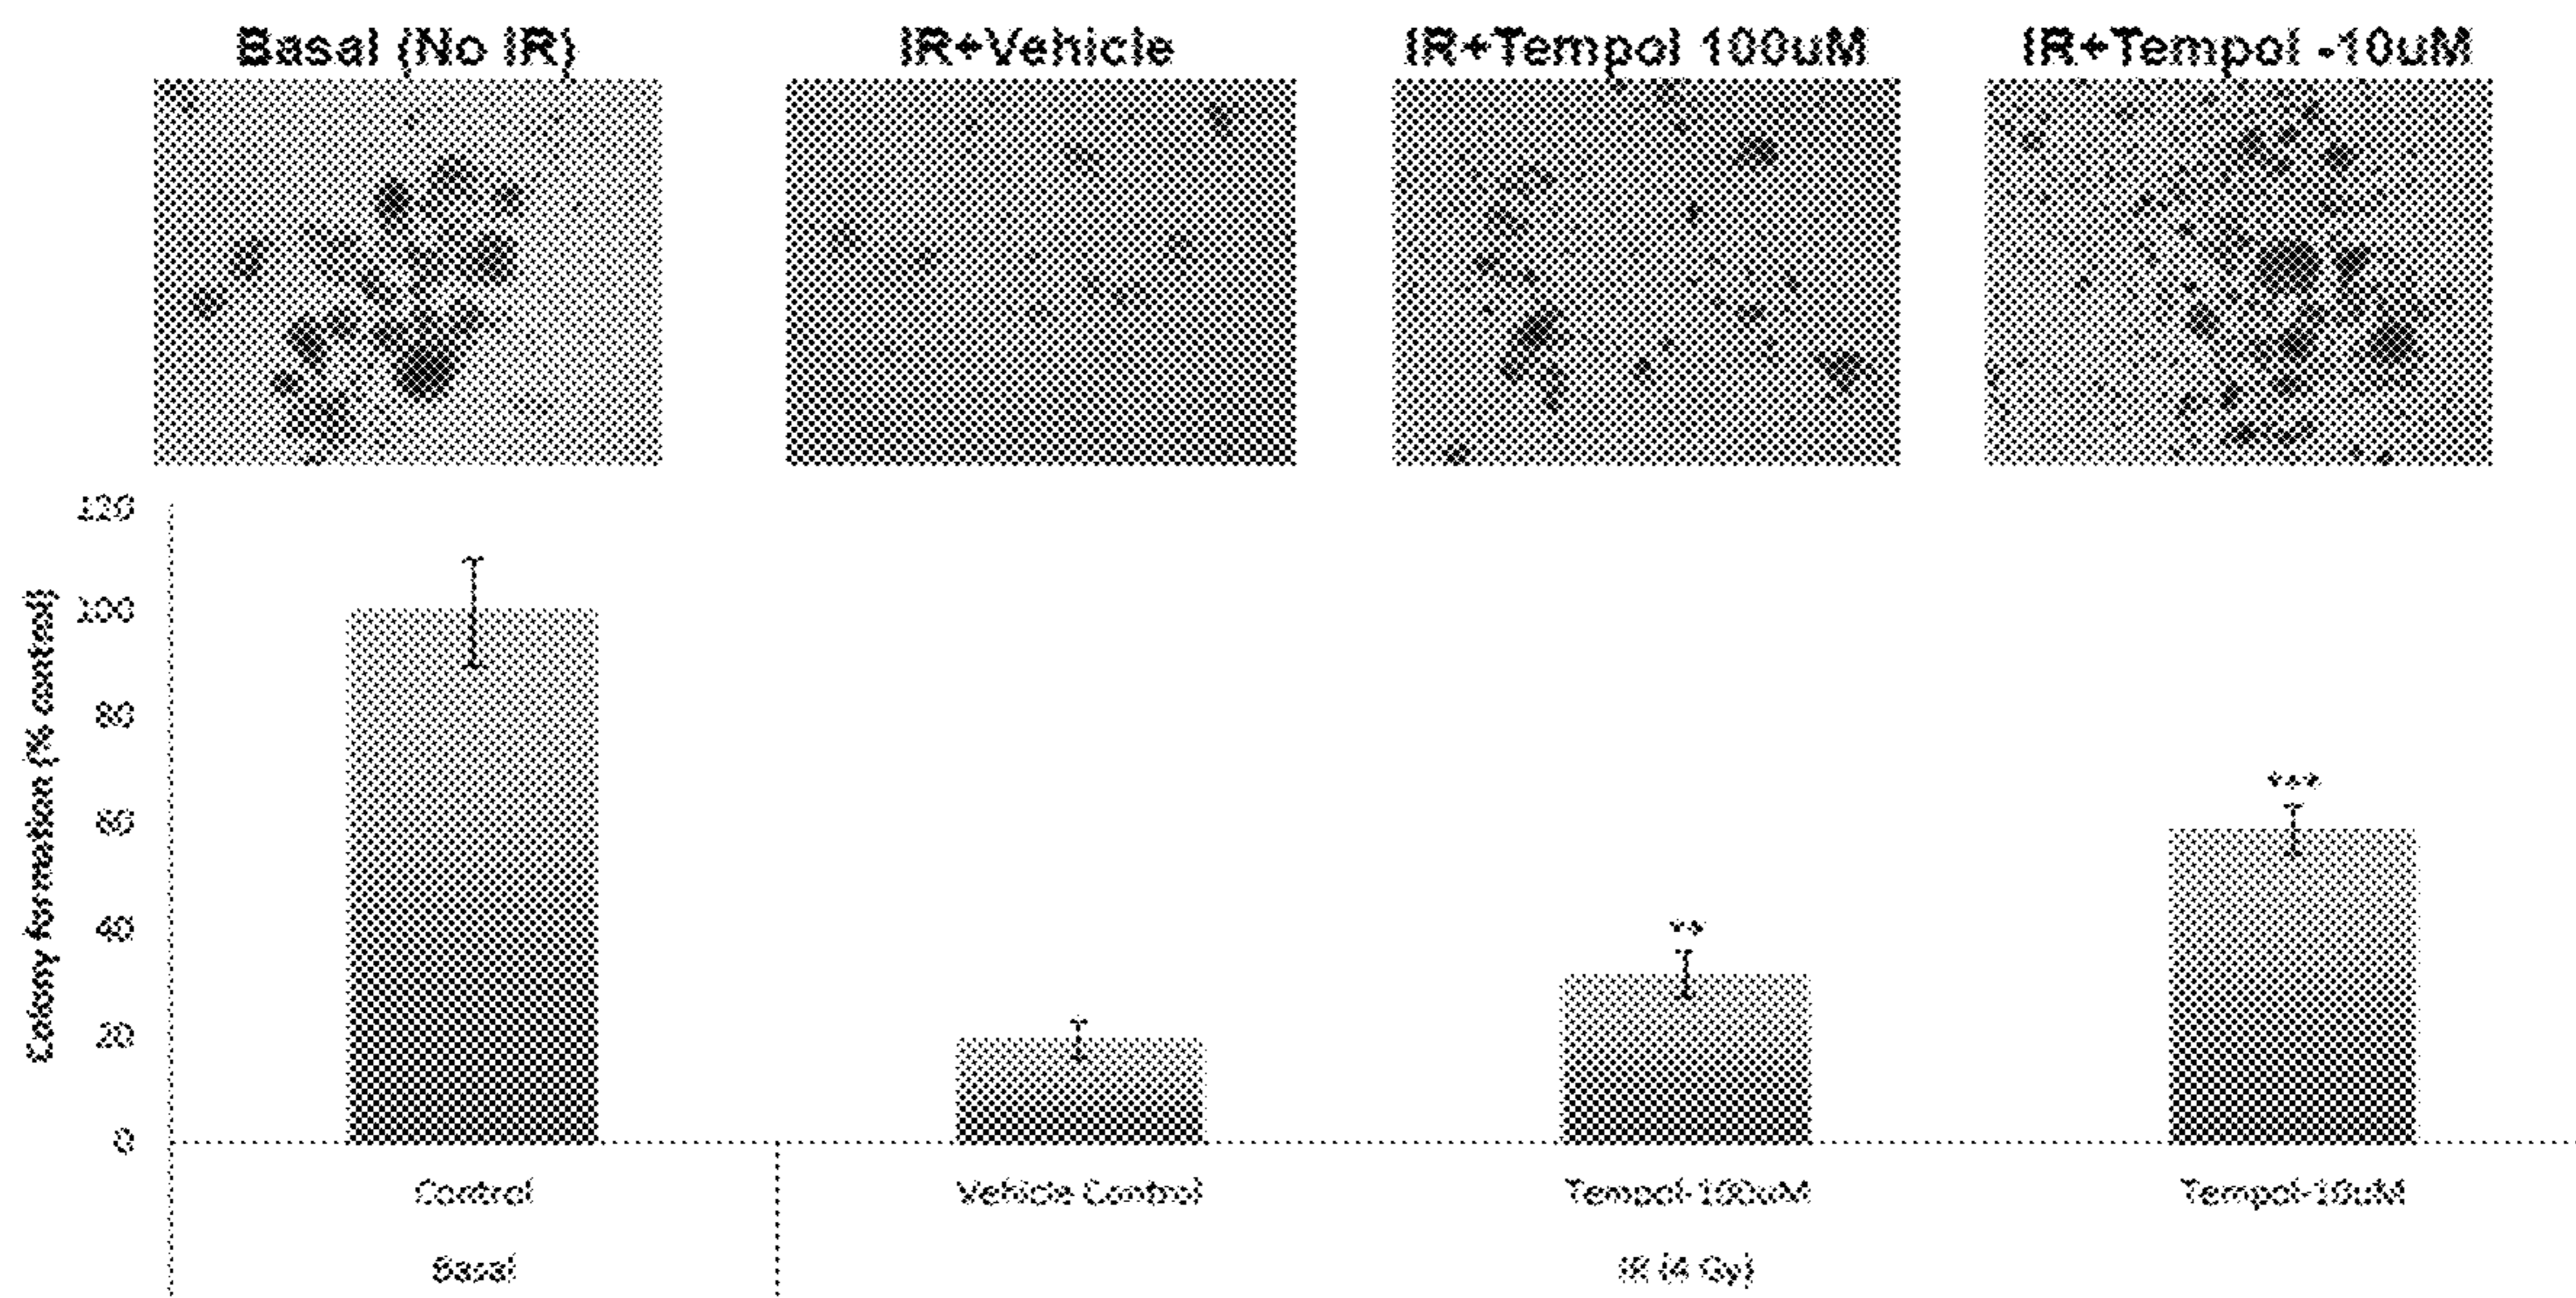 Basal (No IR)
IR+Vehicle
IR+Tempol 100uM
IR+Tempol -10uM
Colony formation (% control)
120
100
80
60
40
20
0
***
**
Control
Vehicle Control
Tempol-100uM
Tempol-10uM
Basal
IR (4 Gy)